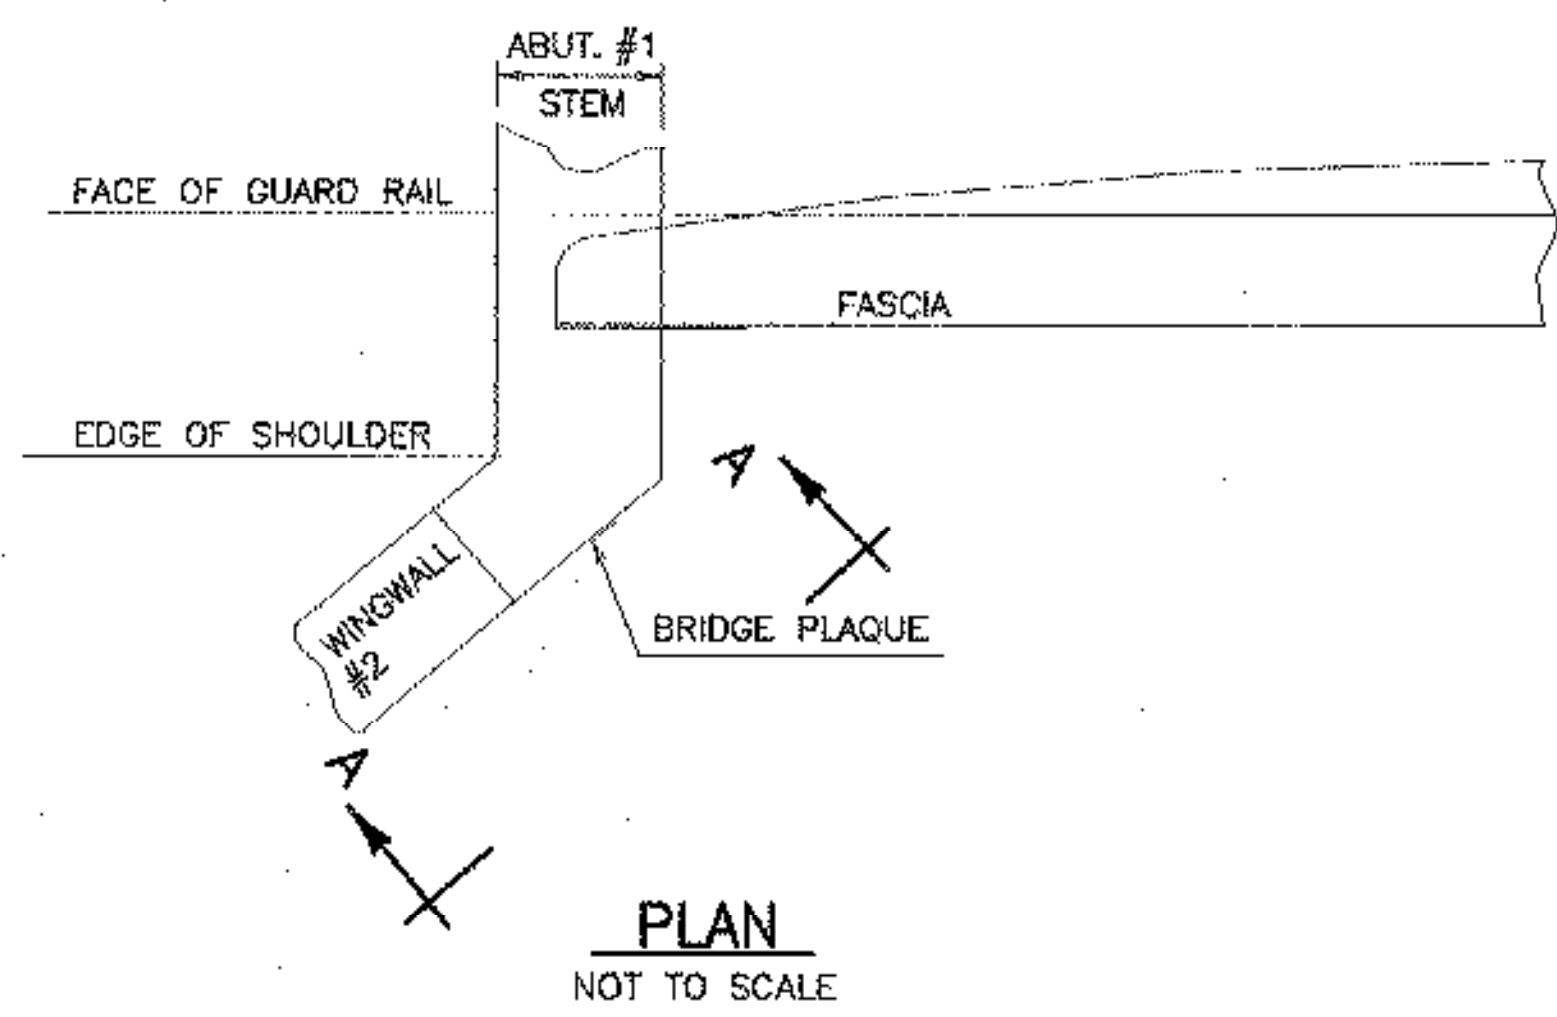 ABUT. #1
STEM
FACE OF GUARD RAIL
FASCIA
EDGE OF SHOULDER
A
WINGWALL
#2
BRIDGE PLAQUE
A
PLAN
NOT TO SCALE